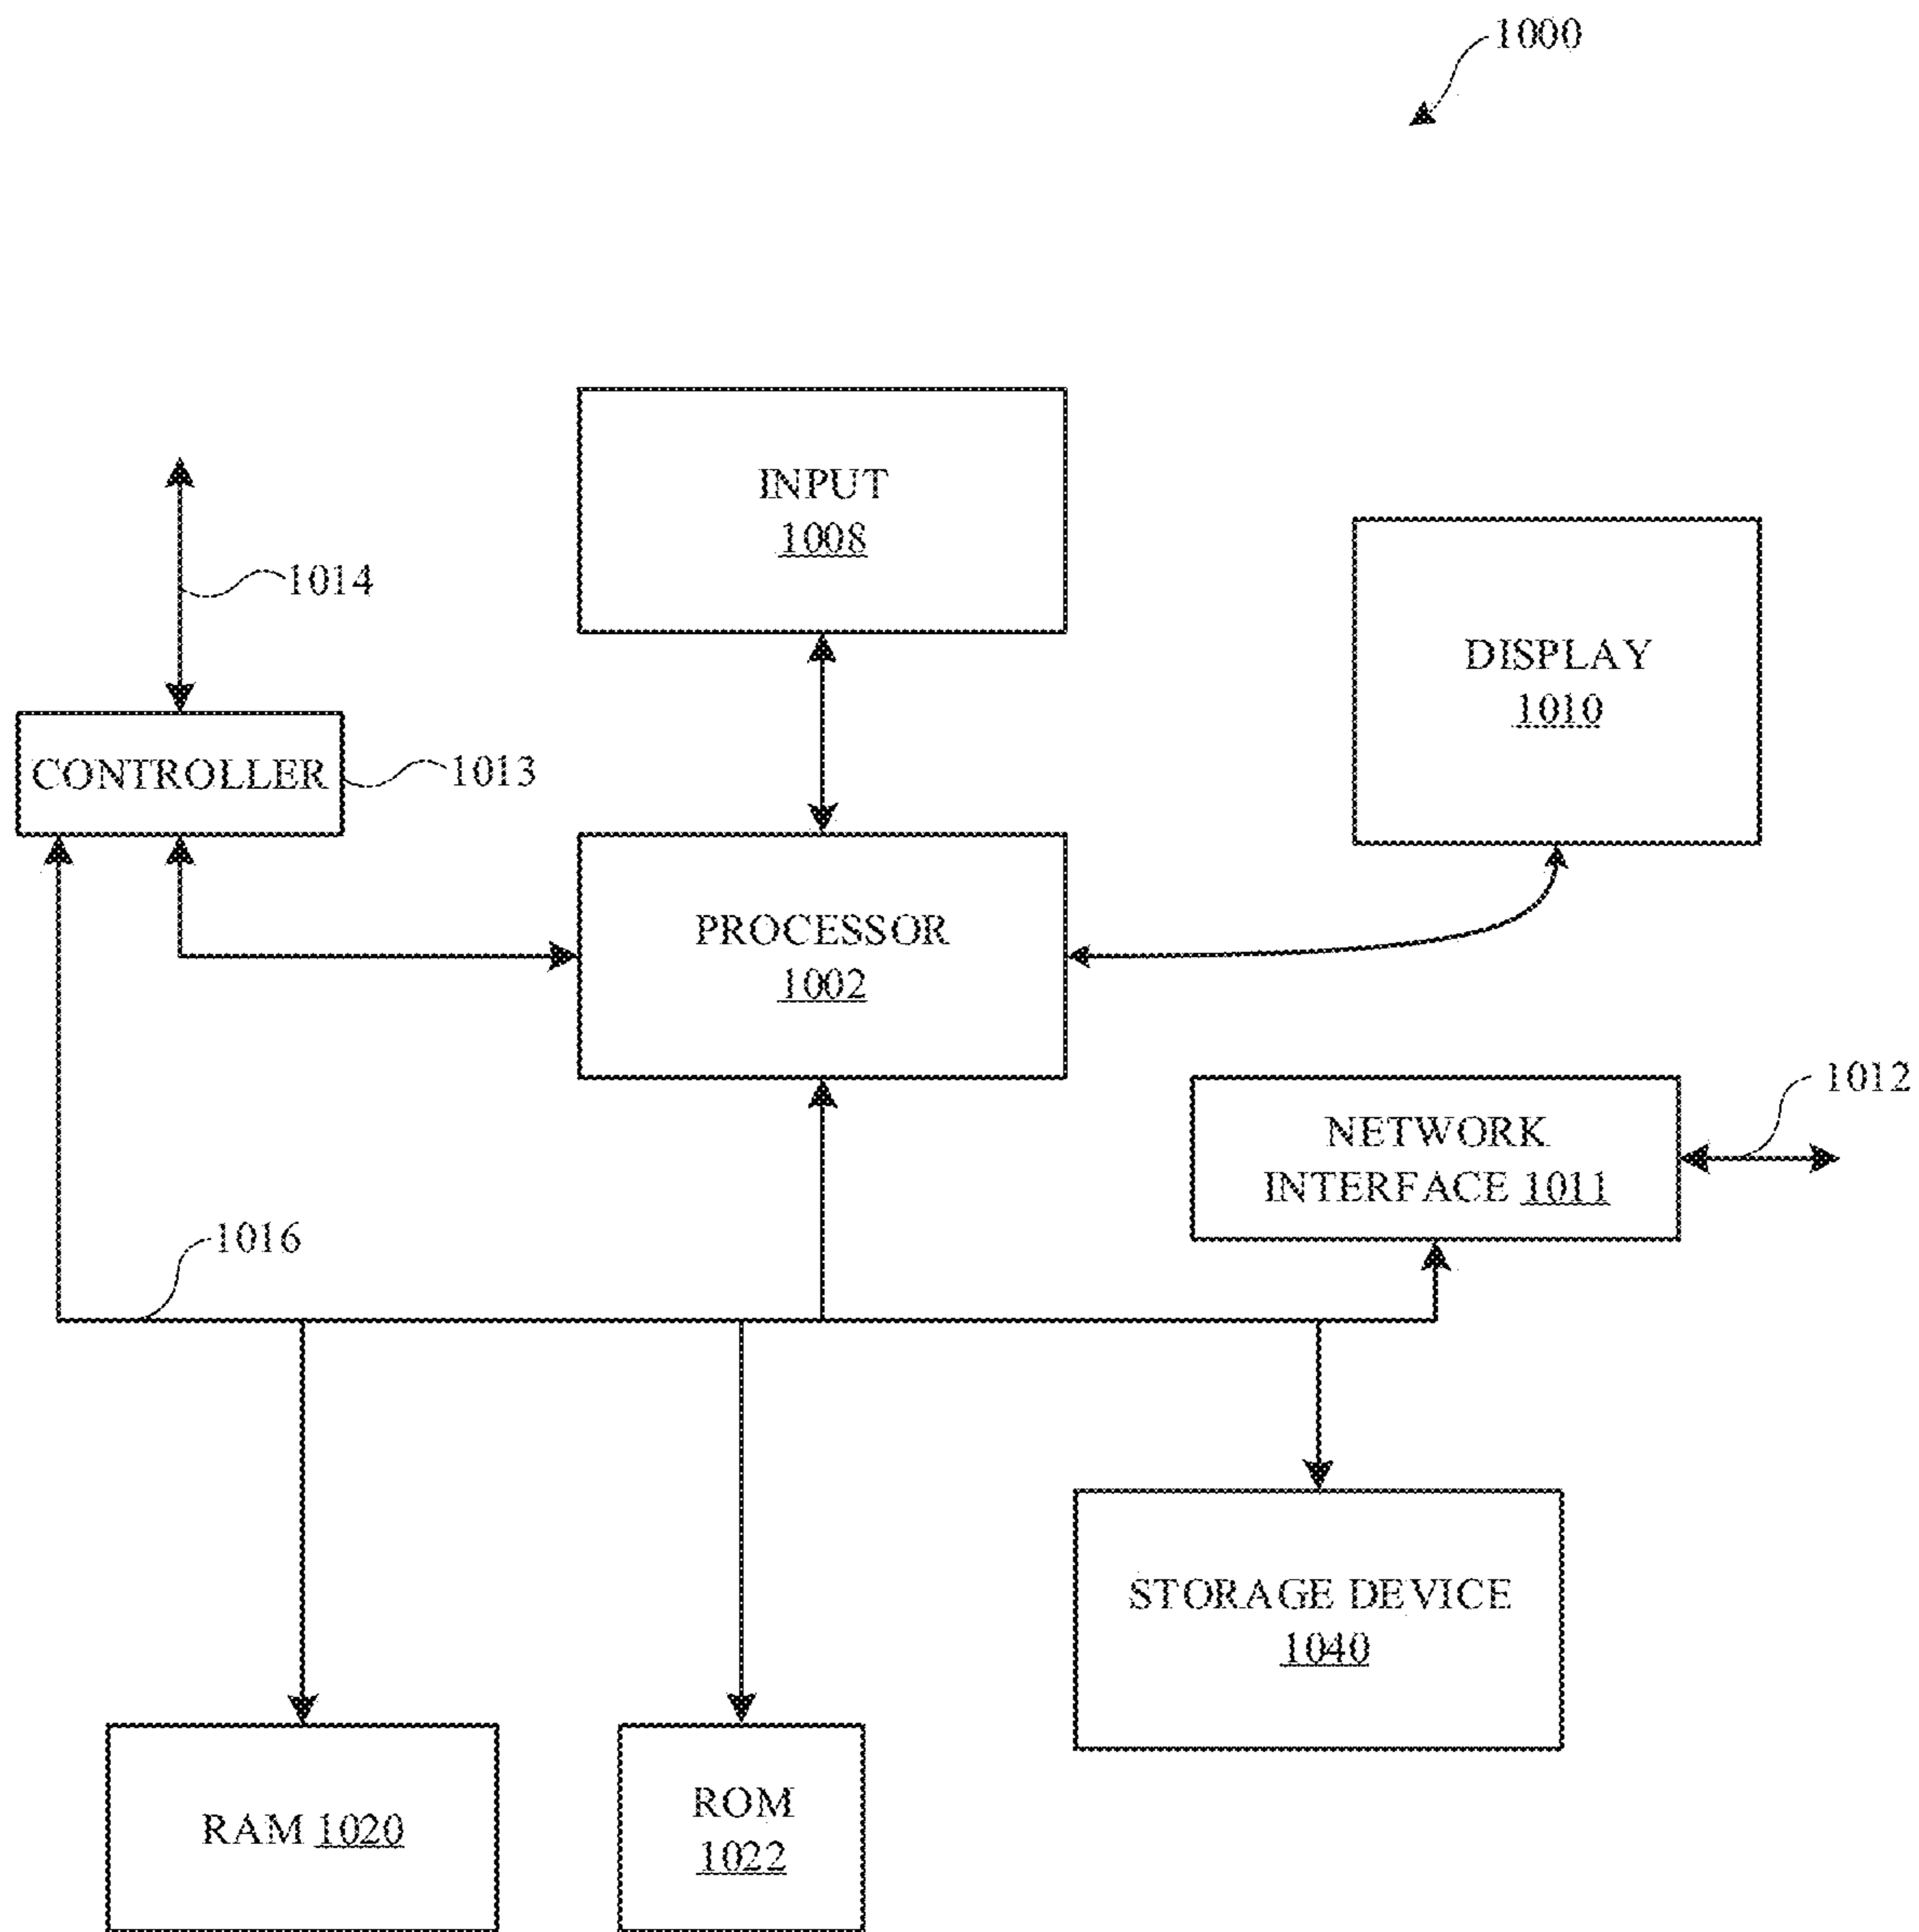 1000
INPUT
1008
1014
DISPLAY
1010
CONTROLLER
1013
PROCESSOR
1002
1012
NETWORK
INTERFACE 1011
1016
STORAGE DEVICE
1040
RAM 1020
ROM
1022